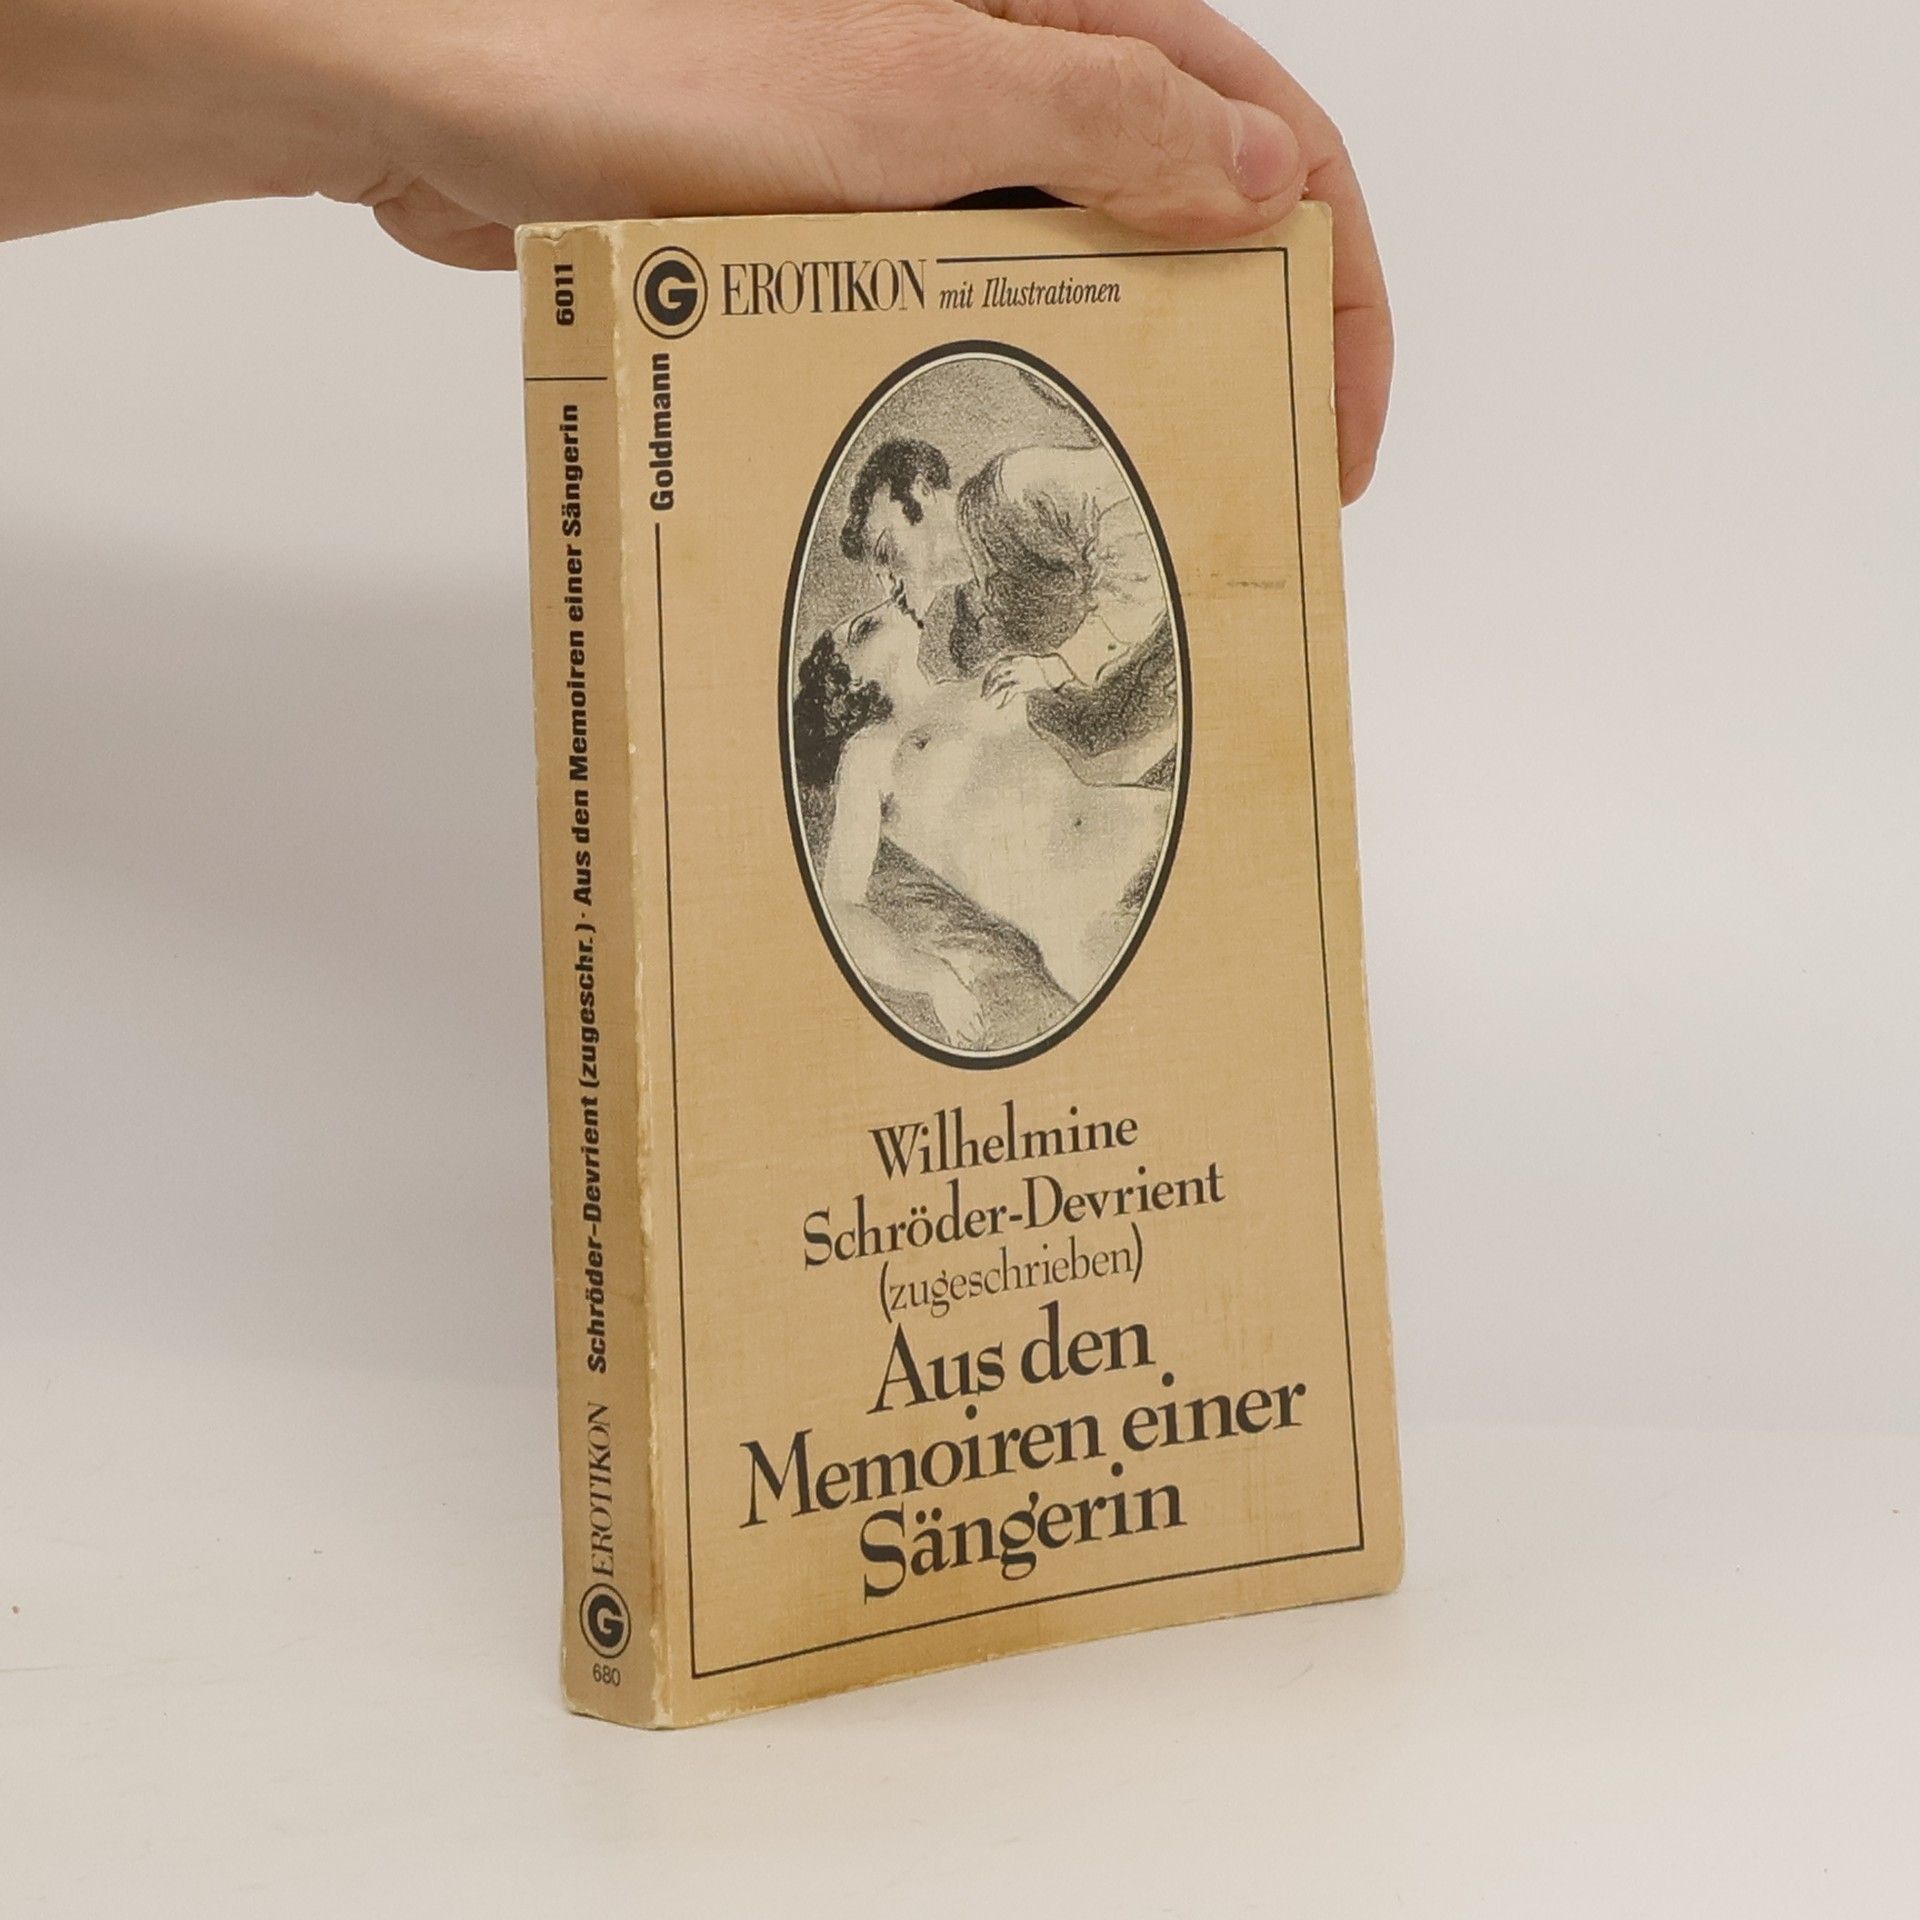 6011
Schröder-Devrient (zugeschr.) · Aus den Memoiren einer Sängerin
EROTIKON
G
680
G EROTIKON mit Illustrationen
Goldmann
Wilhelmine
Schröder-Devrient
(zugeschrieben)
Aus den
Memoiren einer
Sängerin